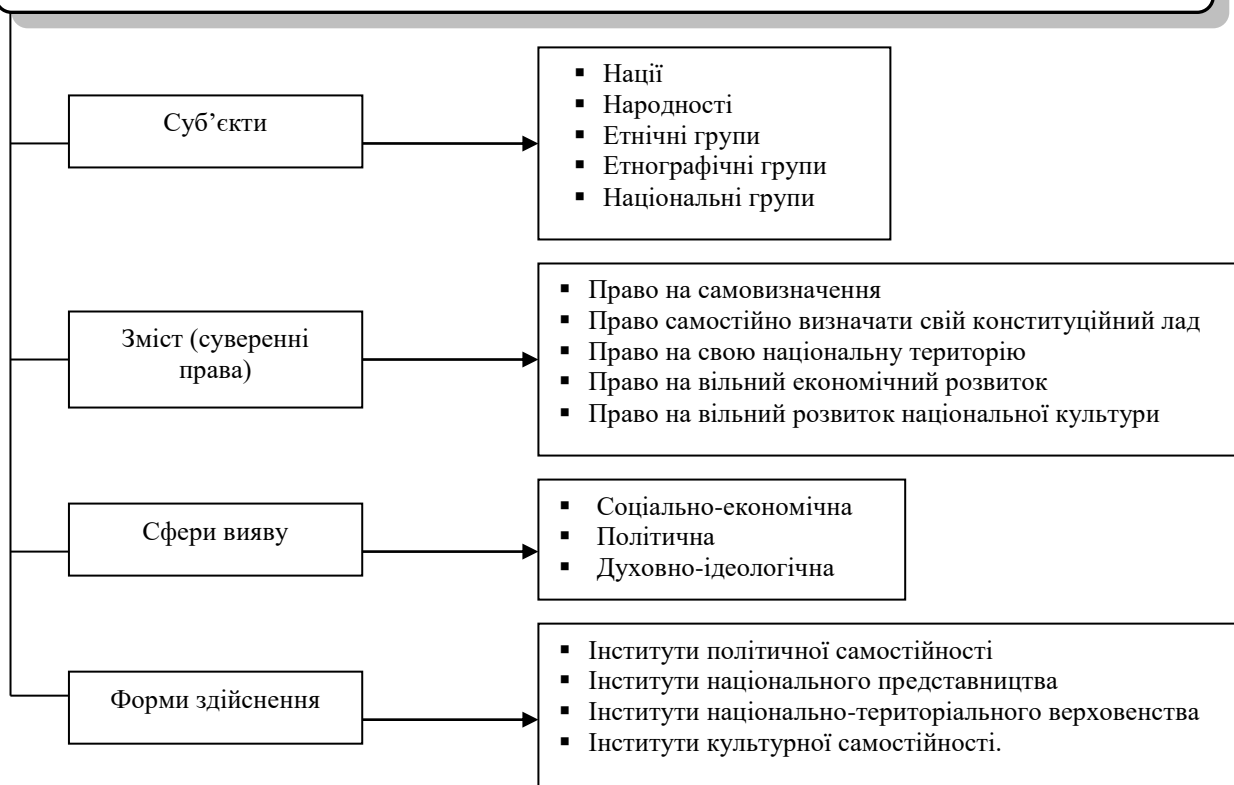 Суб’єкти
▪ Нації
▪ Народності
▪ Етнічні групи
▪ Етнографічні групи
▪ Національні групи
Зміст (суверенні
права)
▪ Право на самовизначення
▪ Право самостійно визначати свій конституційний лад
▪ Право на свою національну територію
▪ Право на вільний економічний розвиток
▪ Право на вільний розвиток національної культури
Сфери вияву
▪ Соціально-економічна
▪ Політична
▪ Духовно-ідеологічна
Форми здійснення
▪ Інститути політичної самостійності
▪ Інститути національного представництва
▪ Інститути національно-територіального верховенства
▪ Інститути культурної самостійності.